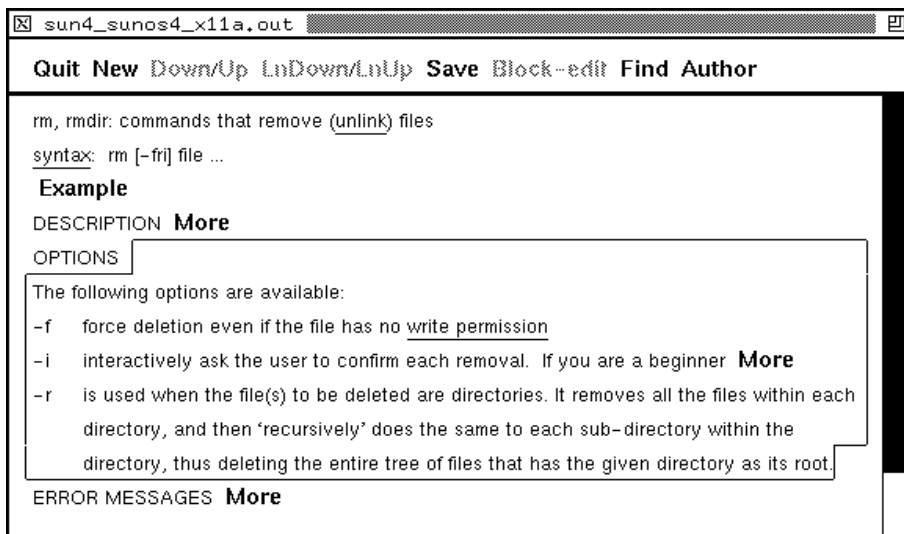 sun4_sunos4_x11a.out
Quit New Down/Up LnDown/LnUp Save Block-edit Find Author
rm, rmdir: commands that remove (unlink) files
syntax: rm [-fri] file ...
Example
DESCRIPTION More
OPTIONS
The following options are available:
-f force deletion even if the file has no write permission
-i interactively ask the user to confirm each removal. If you are a beginner More
-r is used when the file(s) to be deleted are directories. It removes all the files within each
directory, and then ‘recursively’ does the same to each sub-directory within the
directory, thus deleting the entire tree of files that has the given directory as its root.
ERROR MESSAGES More